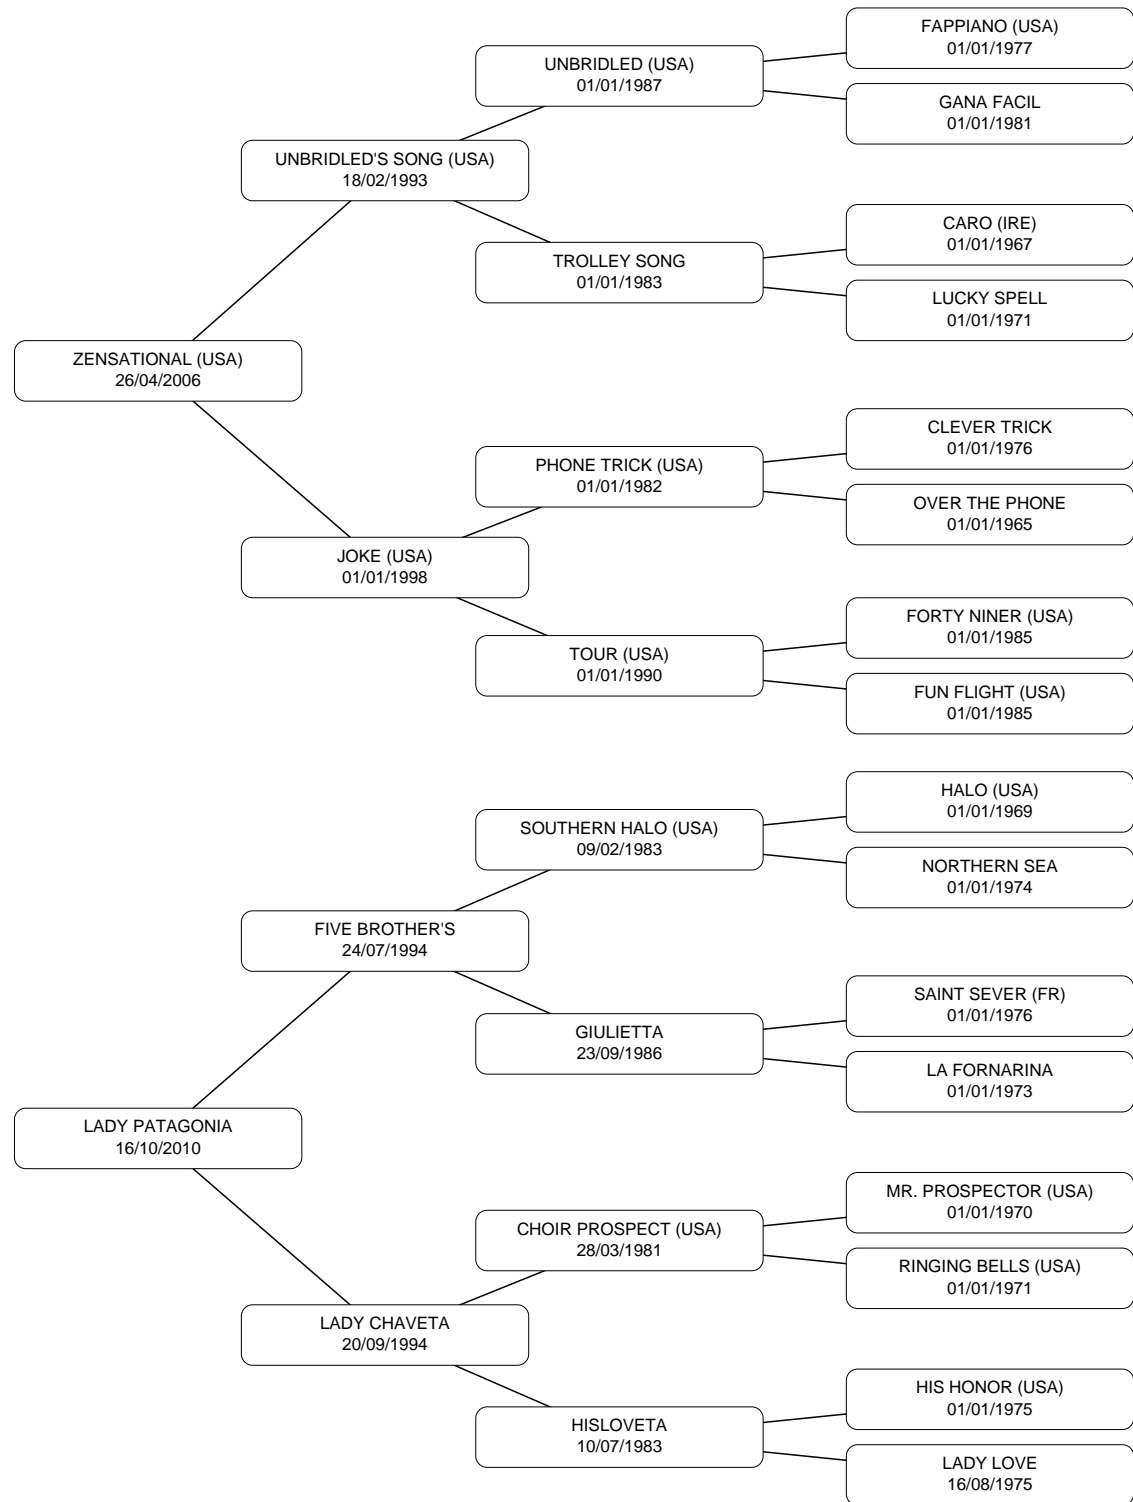 FAPPIANO (USA)
01/01/1977
UNBRIDLED (USA)
01/01/1987
GANA FACIL
01/01/1981
UNBRIDLED'S SONG (USA)
18/02/1993
CARO (IRE)
01/01/1967
TROLLEY SONG
01/01/1983
LUCKY SPELL
01/01/1971
ZENSATIONAL (USA)
26/04/2006
CLEVER TRICK
01/01/1976
PHONE TRICK (USA)
01/01/1982
OVER THE PHONE
01/01/1965
JOKE (USA)
01/01/1998
FORTY NINER (USA)
01/01/1985
TOUR (USA)
01/01/1990
FUN FLIGHT (USA)
01/01/1985
HALO (USA)
01/01/1969
SOUTHERN HALO (USA)
09/02/1983
NORTHERN SEA
01/01/1974
FIVE BROTHER'S
24/07/1994
SAINT SEVER (FR)
01/01/1976
GIULIETTA
23/09/1986
LA FORNARINA
01/01/1973
LADY PATAGONIA
16/10/2010
MR. PROSPECTOR (USA)
01/01/1970
CHOIR PROSPECT (USA)
28/03/1981
RINGING BELLS (USA)
01/01/1971
LADY CHAVETA
20/09/1994
HIS HONOR (USA)
01/01/1975
HISLOVETA
10/07/1983
LADY LOVE
16/08/1975